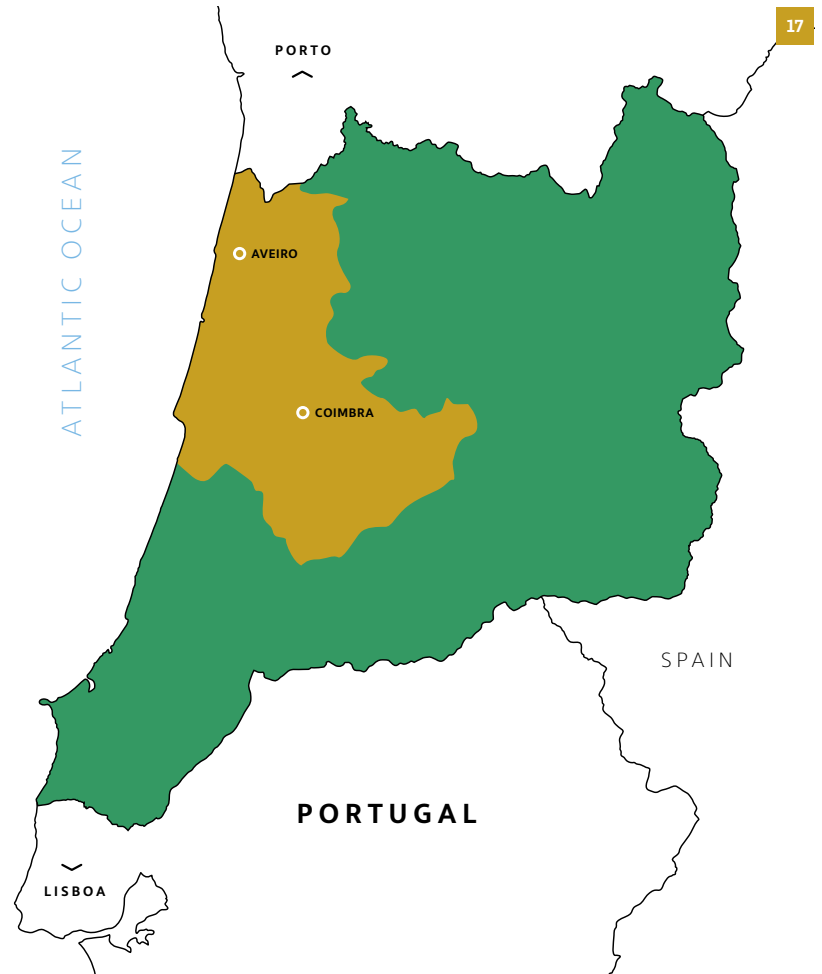 17
PORTO
ATLANTIC OCEAN
AVEIRO
COIMBRA
SPAIN
PORTUGAL
LISBOA